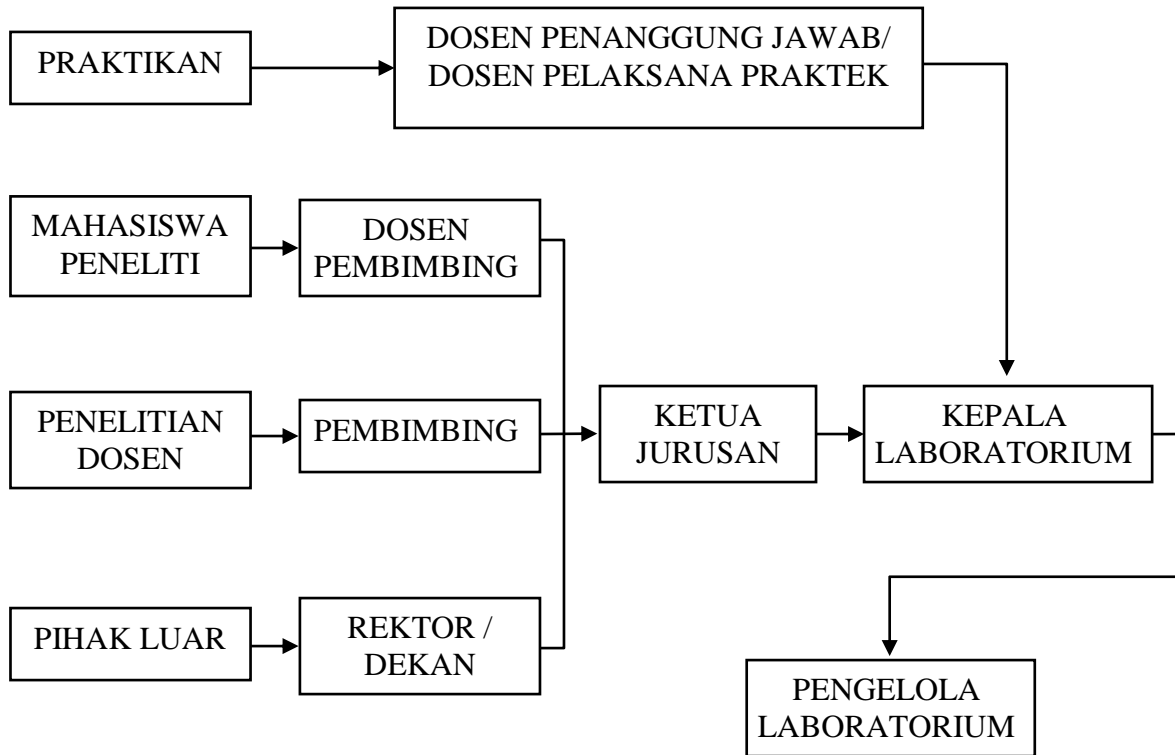 PRAKTIKAN
DOSEN PENANGGUNG JAWAB/
DOSEN PELAKSANA PRAKTEK
MAHASISWA
PENELITI
DOSEN
PEMBIMBING
PENELITIAN
DOSEN
PEMBIMBING
KETUA
JURUSAN
KEPALA
LABORATORIUM
PIHAK LUAR
REKTOR /
DEKAN
PENGELOLA
LABORATORIUM